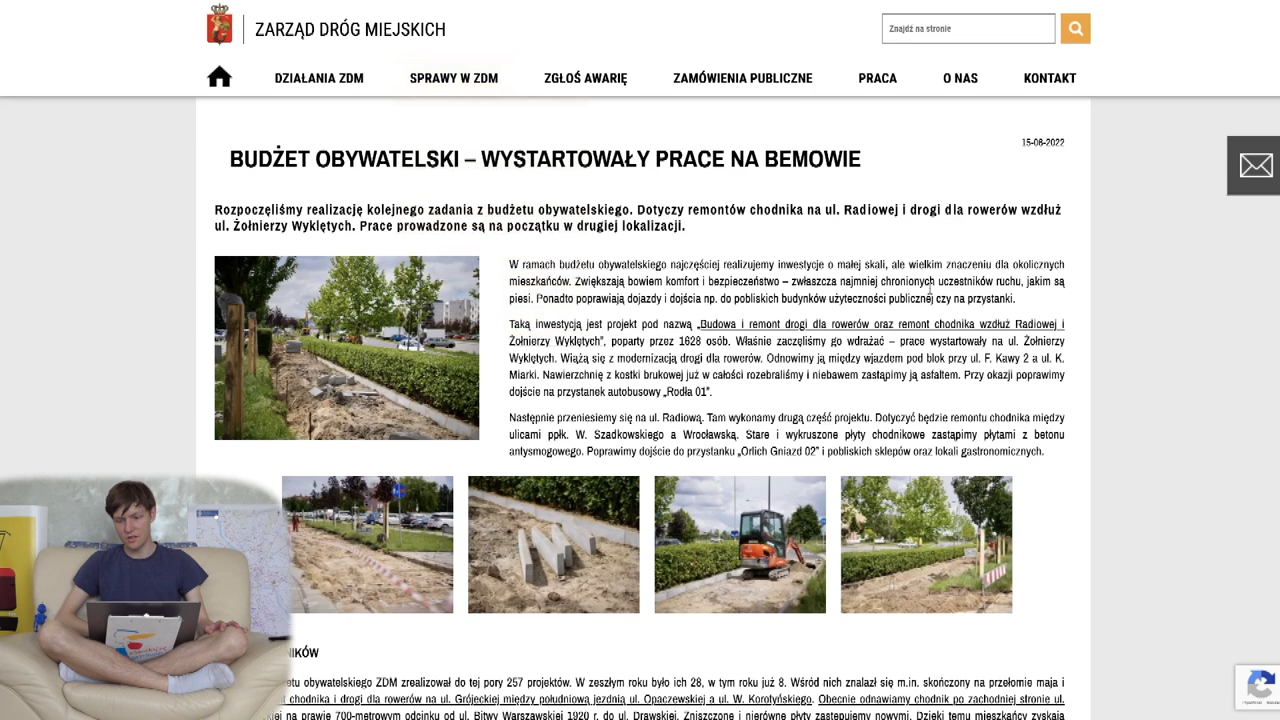 ZARZĄD DRÓG MIEJSKICH
Znajdź na stronie
DZIAŁANIA ZDM SPRAWY W ZDM ZGŁOŚ AWARIĘ ZAMÓWIENIA PUBLICZNE PRACA O NAS KONTAKT
15-06-2022
BUDŻET OBYWATELSKI – WYSTARTOWAŁY PRACE NA BEMOWIE
Rozpoczęliśmy realizację kolejnego zadania z budżetu obywatelskiego. Dotyczy remontów chodnika na ul. Radiowej i drogi dla rowerów wzdłuż
ul. Żołnierzy Wyklętych. Prace prowadzone są na początku w drugiej lokalizacji.
W ramach budżetu obywatelskiego najczęściej realizujemy inwestycje o małej skali, ale wielkim znaczeniu dla okolicznych
mieszkańców. Zwiększają bowiem komfort i bezpieczeństwo – zwłaszcza najmniej chronionych uczestników ruchu, jakim są
piesi. Ponadto poprawiają dojazdy i dojścia np. do pobliskich budynków użyteczności publicznej czy na przystanki.
Taką inwestycją jest projekt pod nazwą „Budowa i remont drogi dla rowerów oraz remont chodnika wzdłuż Radiowej i
Żołnierzy Wyklętych”, poparty przez 1628 osób. Właśnie zaczęliśmy go wdrażać – prace wystartowały na ul. Żołnierzy
Wyklętych. Wiążą się z modernizacją drogi dla rowerów. Odnowimy ją między wjazdem pod blok przy ul. F. Kawy 2 a ul. K.
Miarki. Nawierzchnię z kostki brukowej już w całości rozebraliśmy i niebawem zastąpimy ją asfaltem. Przy okazji poprawimy
dojście na przystanek autobusowy „Rodła 01”.
Następnie przeniesiemy się na ul. Radiową. Tam wykonamy drugą część projektu. Dotyczyć będzie remontu chodnika między
ulicami ppłk. W. Szadkowskiego a Wrocławską. Stare i wykruszone płyty chodnikowe zastąpimy płytami z betonu
antysmogowego. Poprawimy dojście do przystanku „Orlich Gniazd 02” i pobliskich sklepów oraz lokali gastronomicznych.
NIKÓW
etu obywatelskiego ZDM zrealizował do tej pory 257 projektów. W zeszłym roku było ich 28, w tym roku już 8. Wśród nich znalazł się m.in. skończony na przełomie maja i
chodnika i drogi dla rowerów na ul. Grójeckiej między południową jezdnią ul. Opaczewskiej a ul. W. Korotyńskiego. Obecnie odnawiamy chodnik po zachodniej stronie ul.
kiej na prawie 700-metrowym odcinku od ul. Bitwy Warszawskiej 1920 r. do ul. Drawskiej. Zniszczone i nierówne płyty zastępujemy nowymi. Dzięki temu mieszkańcy zyskają